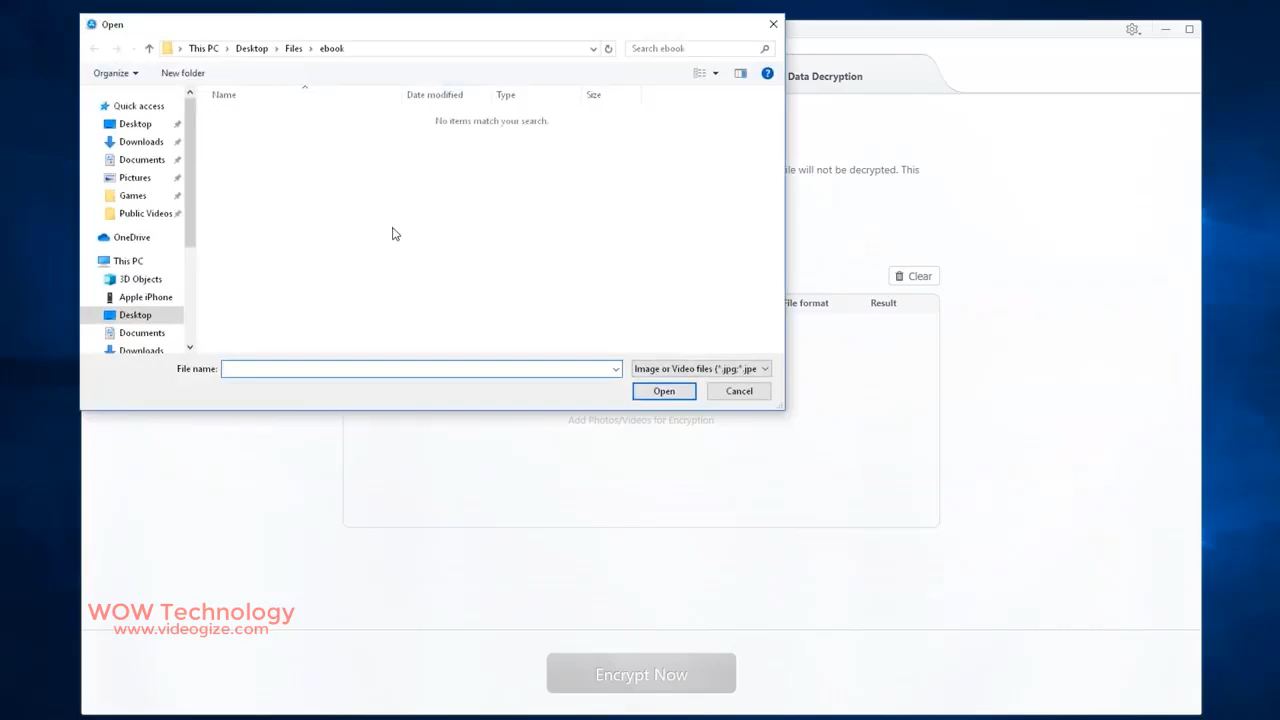 Open
This PC > Desktop > Files > ebook
Search ebook
Organize
New folder
Name
Date modified
Type
Size
No items match your search.
Quick access
Desktop
Downloads
Documents
Pictures
Games
Public Videos
OneDrive
This PC
3D Objects
Apple iPhone
Desktop
Documents
Downloads
File name:
Image or Video files (*.jpg;*.jpe
Open
Cancel
Data Decryption
ile will not be decrypted. This
Clear
File format
Result
Add Photos/Videos for Encryption
WOW Technology
www.videogize.com
Encrypt Now